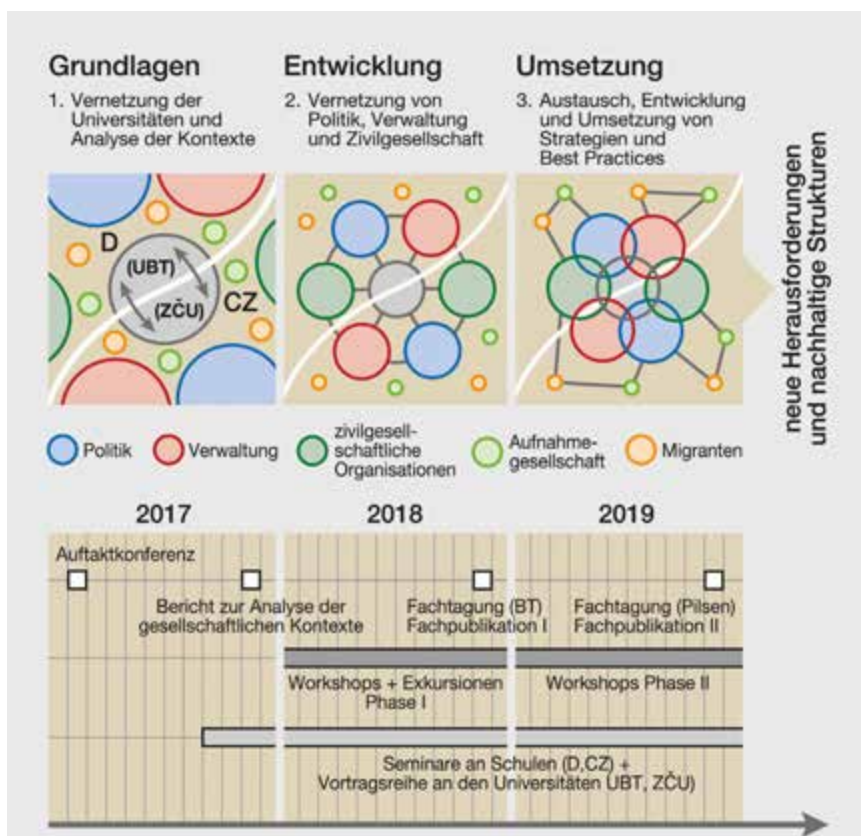 Grundlagen
1. Vernetzung der
Universitäten und
Analyse der Kontexte
Entwicklung
2. Vernetzung von
Politik, Verwaltung
und Zivilgesellschaft
Umsetzung
3. Austausch, Entwicklung
und Umsetzung von
Strategien und
Best Practices
D
(UBT)
(ZČU)
CZ
neue Herausforderungen
und nachhaltige Strukturen
Politik
Verwaltung
zivilgesell-
schaftliche
Organisationen
Aufnahme-
gesellschaft
Migranten
2017
2018
2019
Auftaktkonferenz
Bericht zur Analyse der
gesellschaftlichen Kontexte
Fachtagung (BT)
Fachpublikation I
Fachtagung (Pilsen)
Fachpublikation II
Workshops + Exkursionen
Phase I
Workshops Phase II
Seminare an Schulen (D,CZ) +
Vortragsreihe an den Universitäten UBT, ZČU)